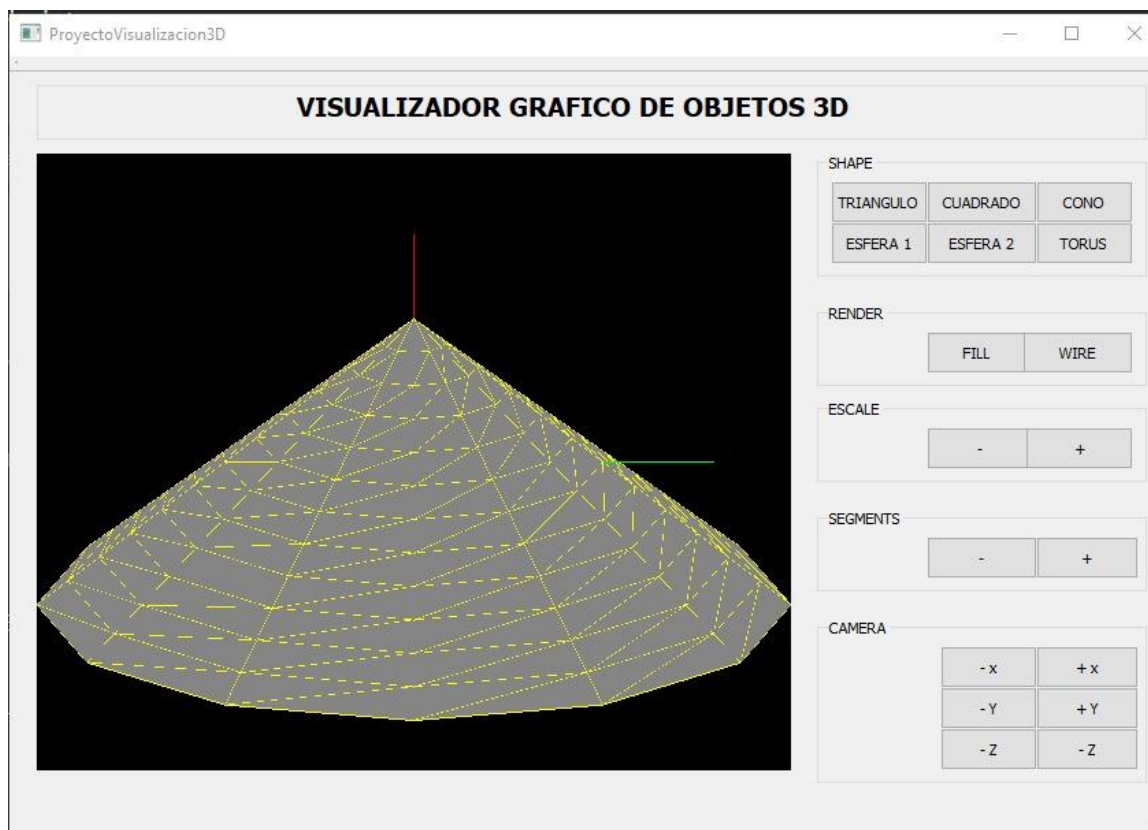 ProyectoVisualizacion3D
VISUALIZADOR GRAFICO DE OBJETOS 3D
SHAPE
TRIANGULO CUADRADO CONO
ESFERA 1 ESFERA 2 TORUS
RENDER
FILL WIRE
ESCALE
- +
SEGMENTS
- +
CAMERA
- X + X
- Y + Y
- Z - Z